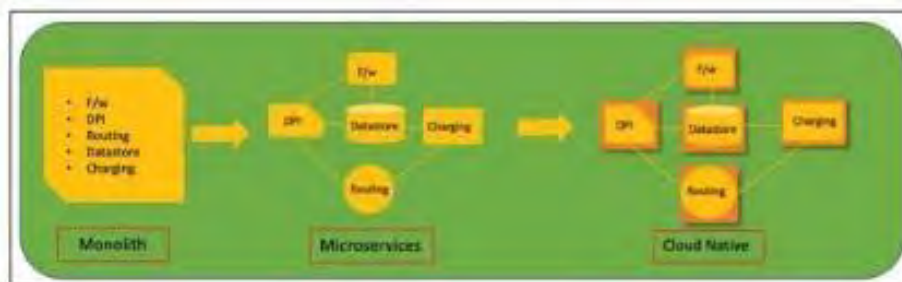 • F/w
• DPI
• Routing
• Datastore
• Charging
Monolith
F/w
DPI
Datastore
Charging
Routing
Microservices
F/w
DPI
Datastore
Charging
Routing
Cloud Native